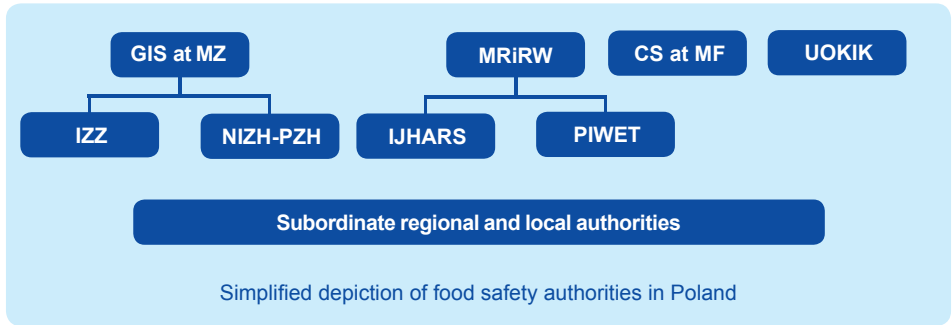 GIS at MZ
MRiRW
CS at MF
UOKIK
IZZ
NIZH-PZH
IJHARS
PIWET
Subordinate regional and local authorities
Simplified depiction of food safety authorities in Poland